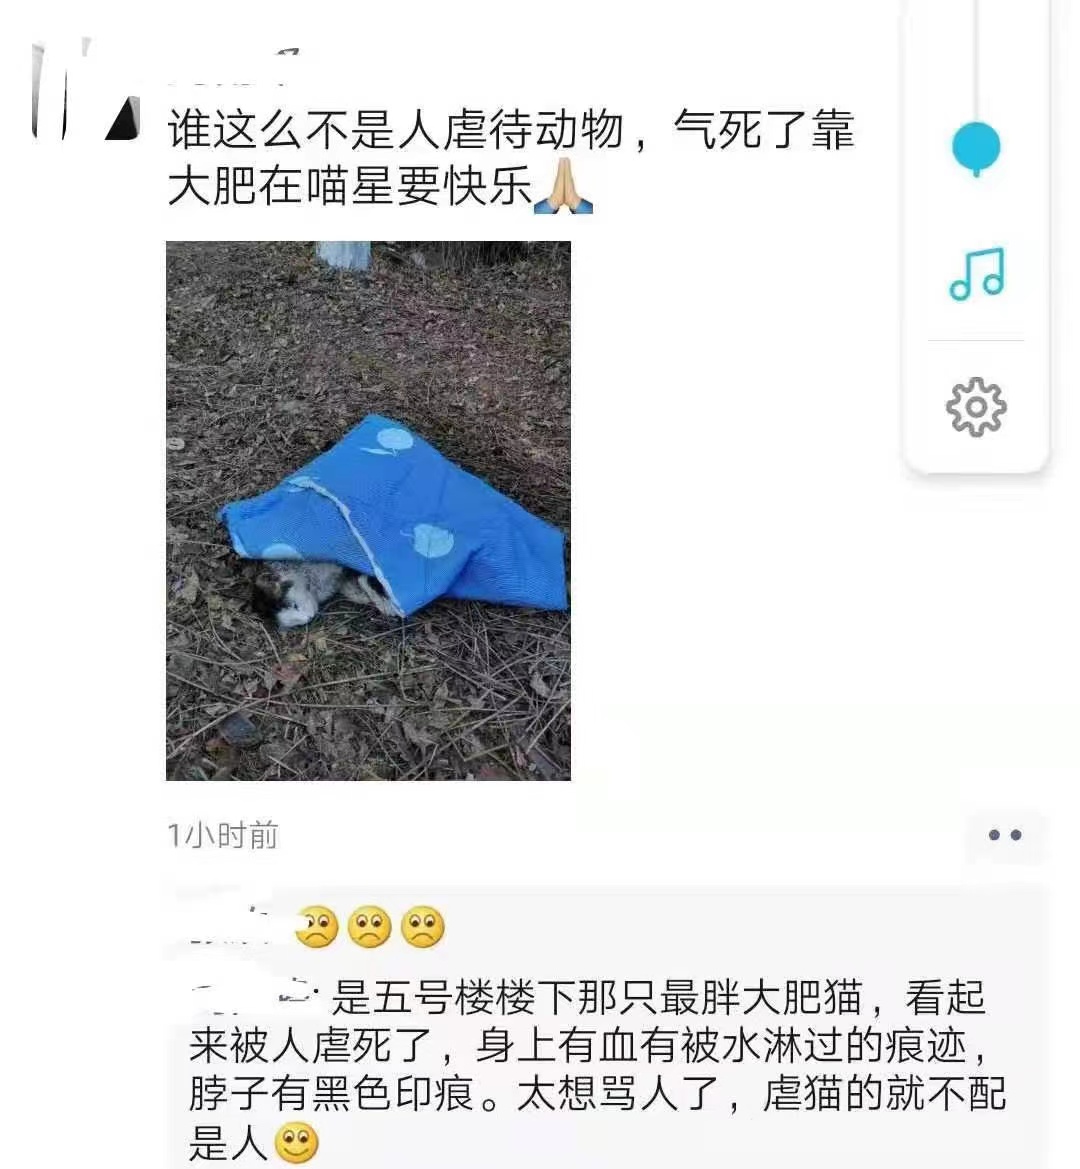 谁这么不是人虐待动物，气死了靠
大肥在喵星要快乐🙏🏼
1小时前
是五号楼楼下那只最胖大肥猫，看起
来被人虐死了，身上有血有被水淋过的痕迹，
脖子有黑色印痕。太想骂人了，虐猫的就不配
是人